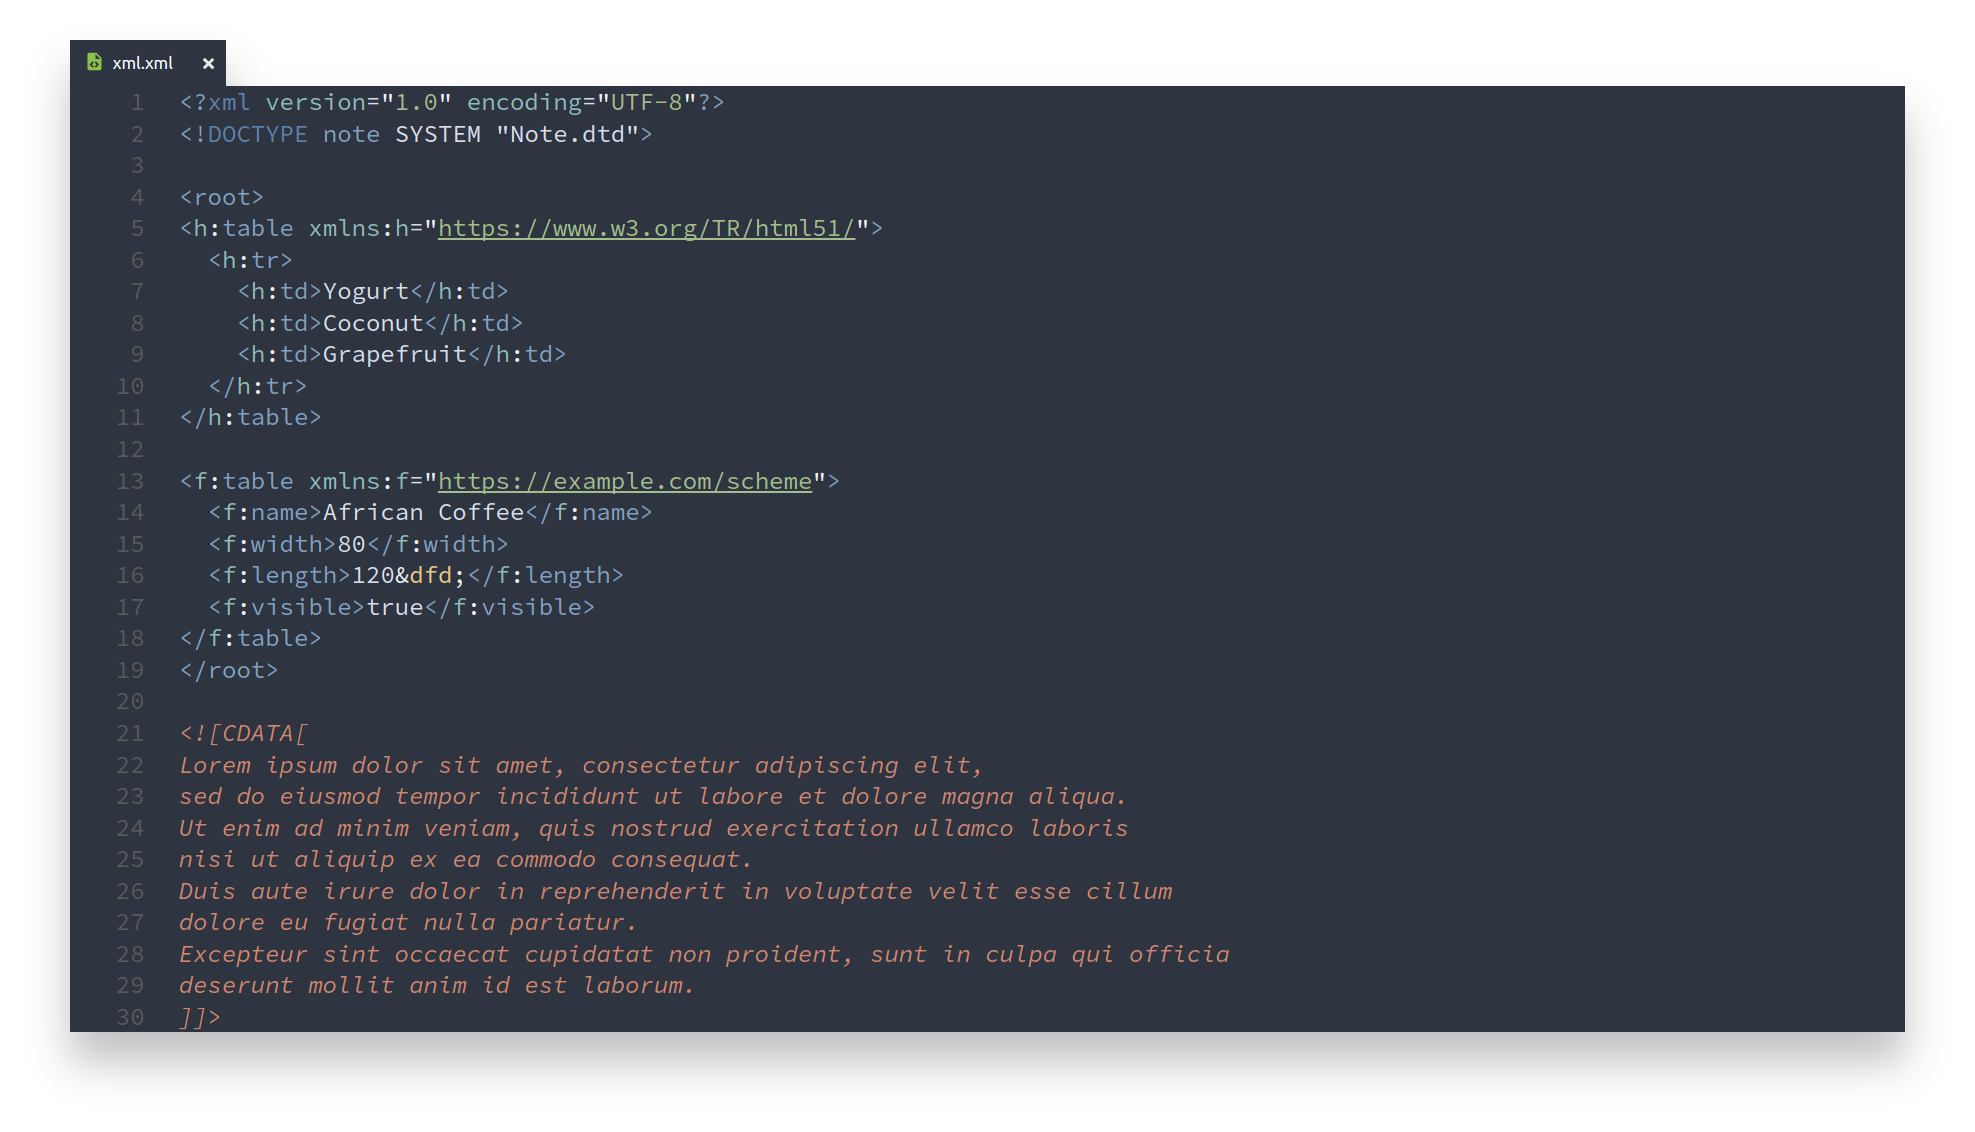 xml.xml
1 <?xml version="1.0" encoding="UTF-8"?>
2 <!DOCTYPE note SYSTEM "Note.dtd">
3
4 <root>
5 <h:table xmlns:h="https://www.w3.org/TR/html51/">
6   <h:tr>
7     <h:td>Yogurt</h:td>
8     <h:td>Coconut</h:td>
9     <h:td>Grapefruit</h:td>
10   </h:tr>
11 </h:table>
12
13 <f:table xmlns:f="https://example.com/scheme">
14   <f:name>African Coffee</f:name>
15   <f:width>80</f:width>
16   <f:length>120&dfd;</f:length>
17   <f:visible>true</f:visible>
18 </f:table>
19 </root>
20
21 <![CDATA[
22 Lorem ipsum dolor sit amet, consectetur adipiscing elit,
23 sed do eiusmod tempor incididunt ut labore et dolore magna aliqua.
24 Ut enim ad minim veniam, quis nostrud exercitation ullamco laboris
25 nisi ut aliquip ex ea commodo consequat.
26 Duis aute irure dolor in reprehenderit in voluptate velit esse cillum
27 dolore eu fugiat nulla pariatur.
28 Excepteur sint occaecat cupidatat non proident, sunt in culpa qui officia
29 deserunt mollit anim id est laborum.
30 ]]>